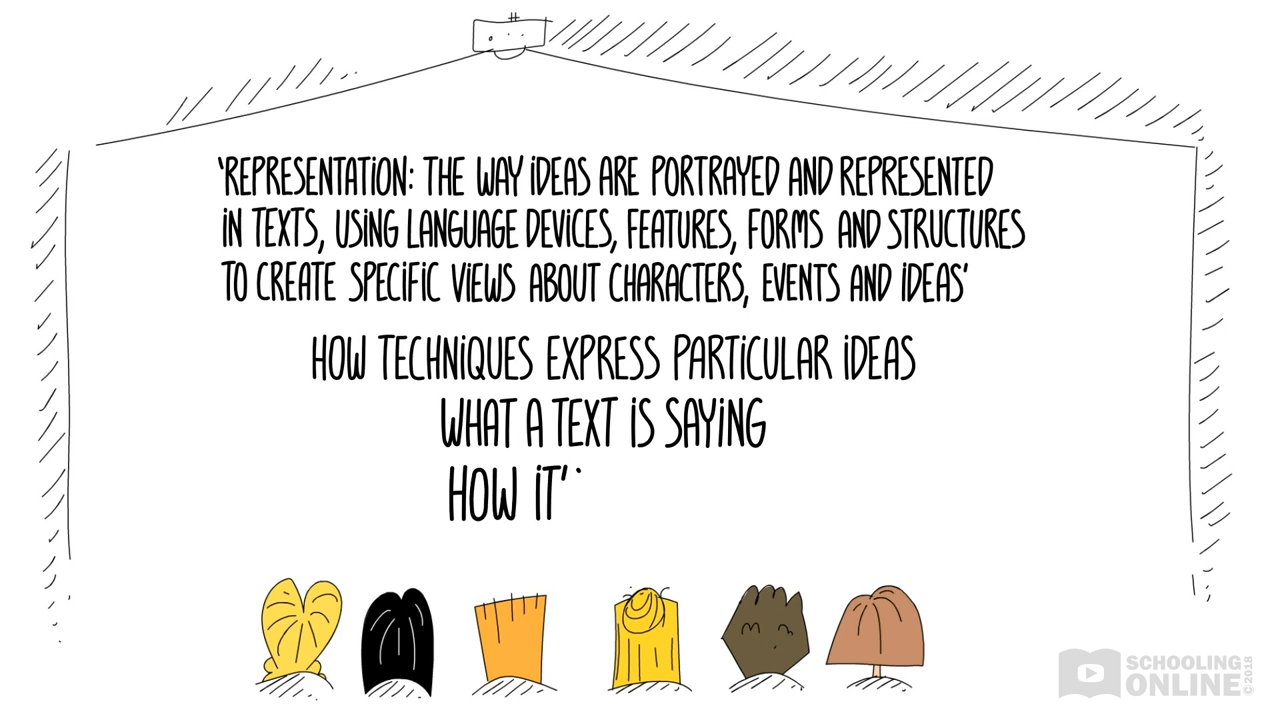 'REPRESENTATION: THE WAY IDEAS ARE PORTRAYED AND REPRESENTED
IN TEXTS, USING LANGUAGE DEVICES, FEATURES, FORMS AND STRUCTURES
TO CREATE SPECIFIC VIEWS ABOUT CHARACTERS, EVENTS AND IDEAS'
HOW TECHNIQUES EXPRESS PARTICULAR IDEAS
WHAT A TEXT IS SAYING
HOW IT'
SCHOOLING
ONLINE
© 2018